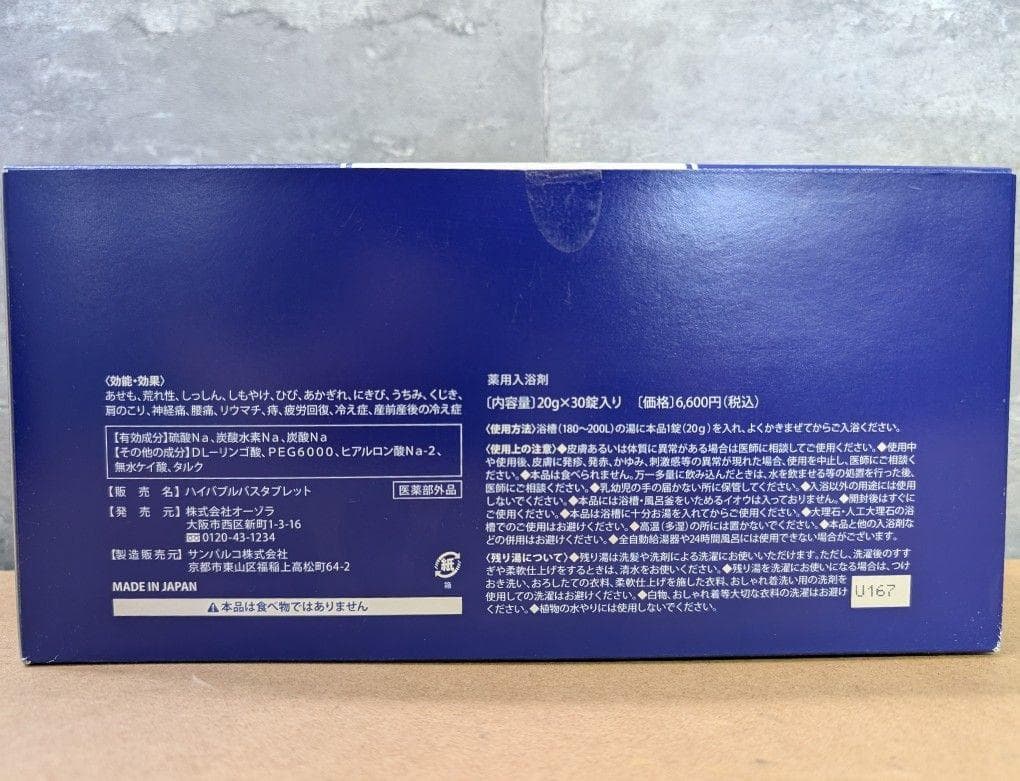 〈効能・効果〉
あせも、荒れ性、しっしん、しもやけ、ひび、あかぎれ、にきび、うちみ、くじき、
肩のこり、神経痛、腰痛、リウマチ、痔、疲労回復、冷え症、産前産後の冷え症
【有効成分】硫酸Na、炭酸水素Na、炭酸Na
【その他の成分】DL-リンゴ酸、PEG6000、ヒアルロン酸Na-2、
無水ケイ酸、タルク
【販 売 名】ハイバブルバスタブレット
医薬部外品
【発 売 元】株式会社オーゾラ
大阪市西区新町1-3-16
0120-43-1234
【製造販売元】サンパルコ株式会社
京都市東山区福稲上高松町64-2
MADE IN JAPAN
紙
箱
本品は食べ物ではありません
薬用入浴剤
〔内容量〕20g×30錠入り 〔価格〕6,600円(税込)
〈使用方法〉浴槽(180〜200L)の湯に本品1錠(20g)を入れ、よくかきまぜてからご入浴ください。
〈使用上の注意〉◆皮膚あるいは体質に異常がある場合は医師に相談してご使用ください。◆使用中
や使用後、皮膚に発疹、発赤、かゆみ、刺激感等の異常が現れた場合、使用を中止し、医師にご相談く
ださい。◆本品は食べられません。万一多量に飲み込んだときは、水を飲ませる等の処置を行った後、
医師にご相談ください。◆乳幼児の手の届かない所に保管してください。◆入浴以外の用途には使用
しないでください。◆本品には浴槽・風呂釜をいためるイオウは入っておりません。◆開封後はすぐに
ご使用ください。◆本品は浴槽に十分お湯を入れてからご使用ください。◆大理石・人工大理石の浴
槽でのご使用はお避けください。◆高温(多湿)の所には置かないでください。◆本品と他の入浴剤など
の併用はお避けください。◆全自動給湯器や24時間風呂には使用できない場合がございます。
〈残り湯について〉◆残り湯は洗髪や洗剤による洗濯にお使いいただけます。ただし、洗濯後のすす
ぎや柔軟仕上げをするときは、清水をお使いください。◆残り湯を洗濯にお使いになる場合は、つけ
おき洗い、おろしたての衣料、柔軟仕上げを施した衣料、おしゃれ着洗い用の洗剤を
使用しての洗濯はお避けください。◆白物、おしゃれ着等大切な衣料の洗濯はお避け
ください。◆植物の水やりには使用しないでください。
U167